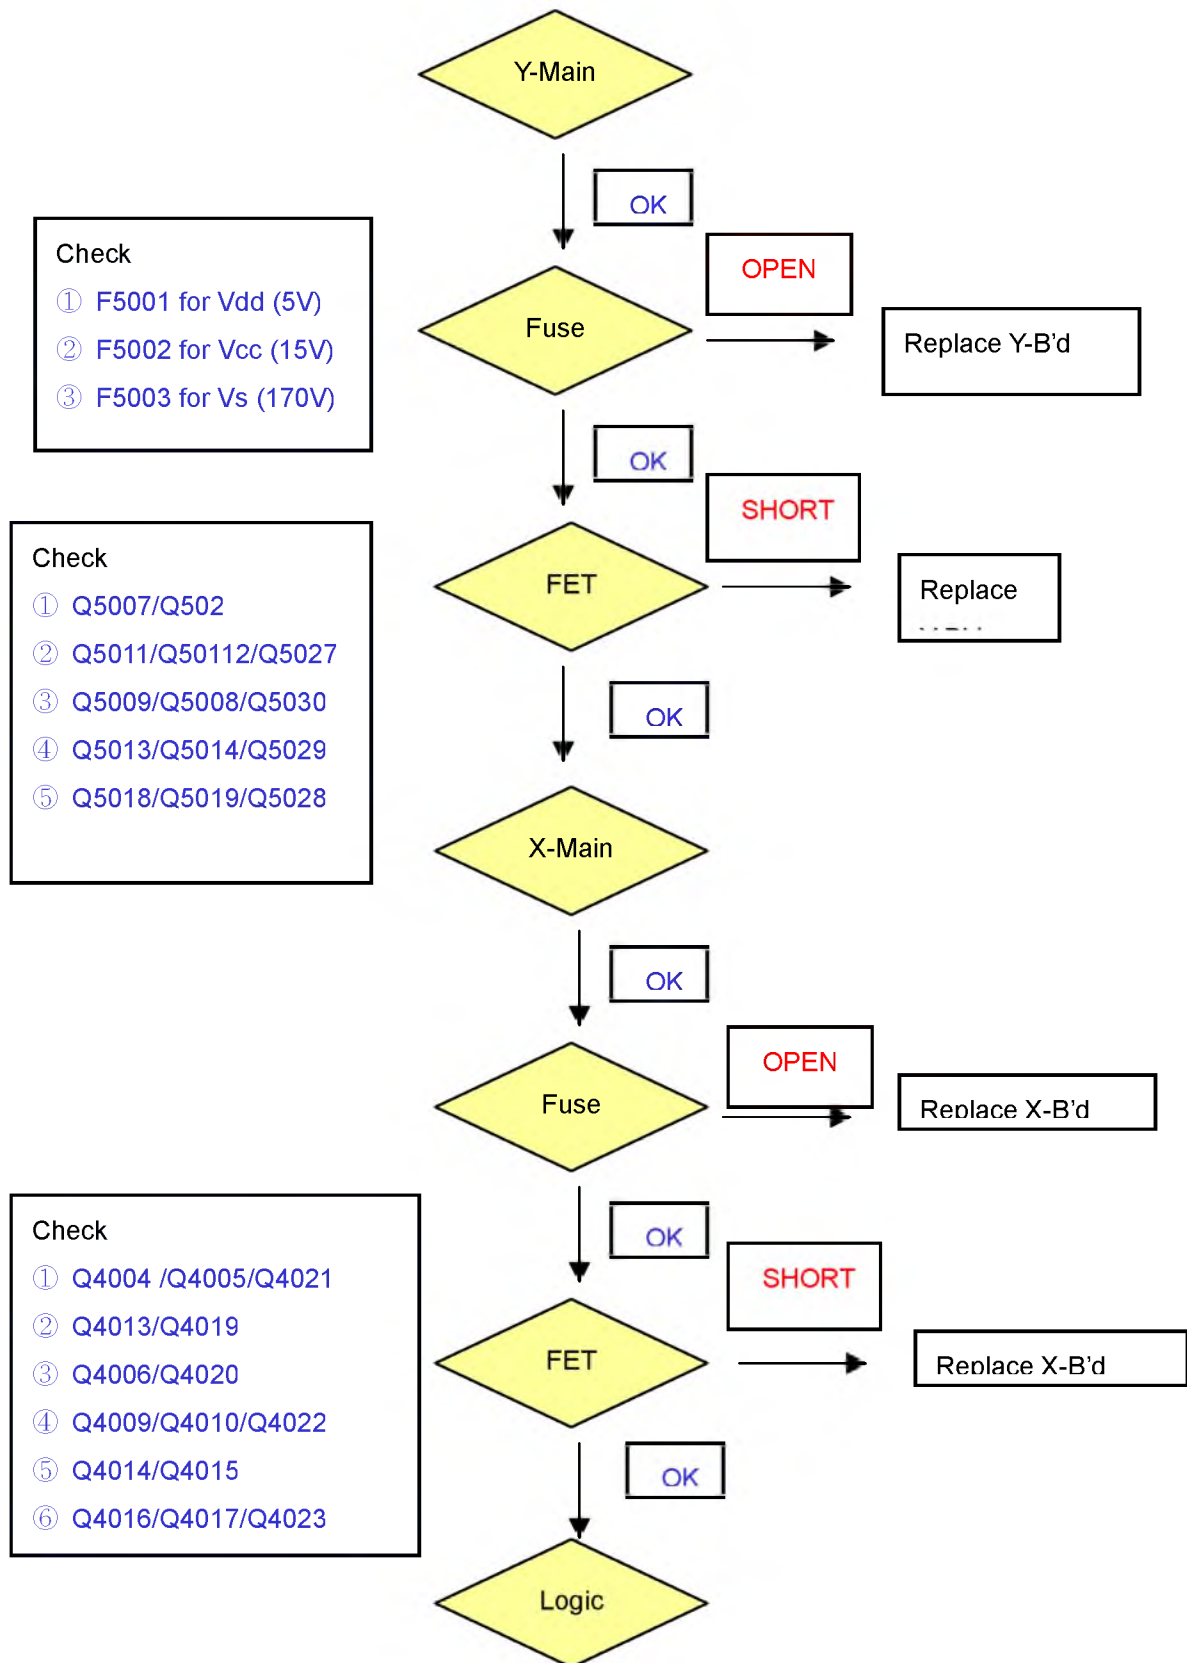 Y-Main
OK
Check
① F5001 for Vdd (5V)
② F5002 for Vcc (15V)
③ F5003 for Vs (170V)
Fuse
OPEN
Replace Y-B’d
OK
Check
① Q5007/Q502
② Q5011/Q50112/Q5027
③ Q5009/Q5008/Q5030
④ Q5013/Q5014/Q5029
⑤ Q5018/Q5019/Q5028
FET
SHORT
Replace
OK
X-Main
OK
Fuse
OPEN
Replace X-B’d
OK
Check
① Q4004 /Q4005/Q4021
② Q4013/Q4019
③ Q4006/Q4020
④ Q4009/Q4010/Q4022
⑤ Q4014/Q4015
⑥ Q4016/Q4017/Q4023
FET
SHORT
Replace X-B’d
OK
Logic